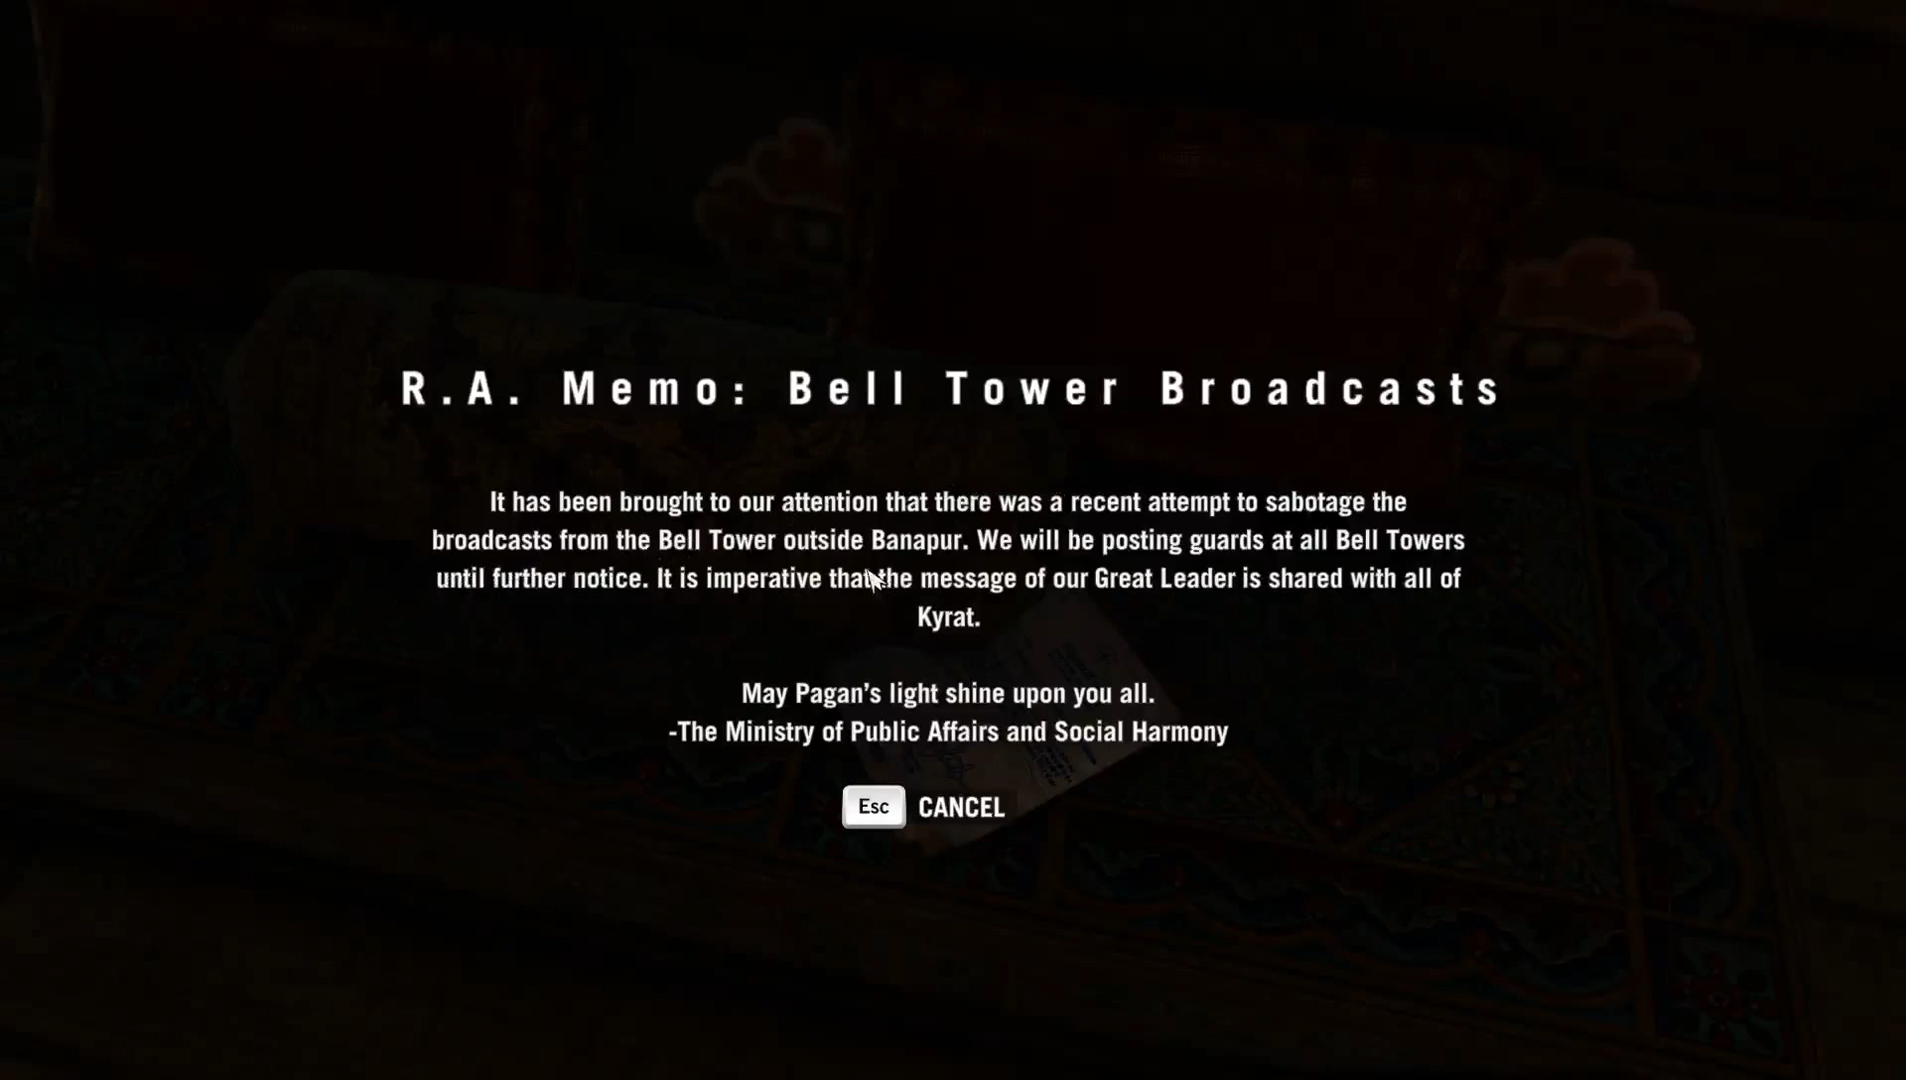 R.A. Memo: Bell Tower Broadcasts
It has been brought to our attention that there was a recent attempt to sabotage the
broadcasts from the Bell Tower outside Banapur. We will be posting guards at all Bell Towers
until further notice. It is imperative that the message of our Great Leader is shared with all of
Kyrat.
May Pagan’s light shine upon you all.
-The Ministry of Public Affairs and Social Harmony
Esc CANCEL